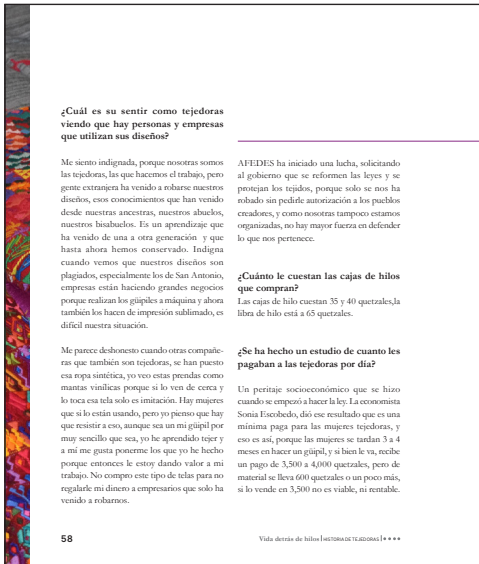 ¿Cuál es su sentir como tejedoras
viendo que hay personas y empresas
que utilizan sus diseños?
Me siento indignada, porque nosotras somos
las tejedoras, las que hacemos el trabajo, pero
gente extranjera ha venido a robarse nuestros
diseños, esos conocimientos que han venido
desde nuestras ancestras, nuestros abuelos,
nuestros bisabuelos. Es un aprendizaje que
ha venido de una a otra generación y que
hasta ahora hemos conservado. Indigna
cuando vemos que nuestros diseños son
plagiados, especialmente los de San Antonio,
empresas están haciendo grandes negocios
porque realizan los güipiles a máquina y ahora
también los hacen de impresión sublimado, es
difícil nuestra situación.
Me parece deshonesto cuando otras compañe-
ras que también son tejedoras, se han puesto
esa ropa sintética, yo veo estas prendas como
mantas vinílicas porque si lo ven de cerca y
lo toca esa tela solo es imitación. Hay mujeres
que si lo están usando, pero yo pienso que hay
que resistir a eso, aunque sea un mi güipil por
muy sencillo que sea, yo he aprendido tejer y
a mí me gusta ponerme los que yo he hecho
porque entonces le estoy dando valor a mi
trabajo. No compro este tipo de telas para no
regalarle mi dinero a empresarios que solo ha
venido a robarnos.
AFEDES ha iniciado una lucha, solicitando
al gobierno que se reformen las leyes y se
protejan los tejidos, porque solo se nos ha
robado sin pedirle autorización a los pueblos
creadores, y como nosotras tampoco estamos
organizadas, no hay mayor fuerza en defender
lo que nos pertenece.
¿Cuánto le cuestan las cajas de hilos
que compran?
Las cajas de hilo cuestan 35 y 40 quetzales,la
libra de hilo está a 65 quetzales.
¿Se ha hecho un estudio de cuanto les
pagaban a las tejedoras por día?
Un peritaje socioeconómico que se hizo
cuando se empezó a hacer la ley. La economista
Sonia Escobedo, dió ese resultado que es una
mínima paga para las mujeres tejedoras, y
eso es así, porque las mujeres se tardan 3 a 4
meses en hacer un güipil, y si bien le va, recibe
un pago de 3,500 a 4,000 quetzales, pero de
material se lleva 600 quetzales o un poco más,
si lo vende en 3,500 no es viable, ni rentable.
58
Vida detrás de hilos | HISTORIA DE TEJEDORAS |